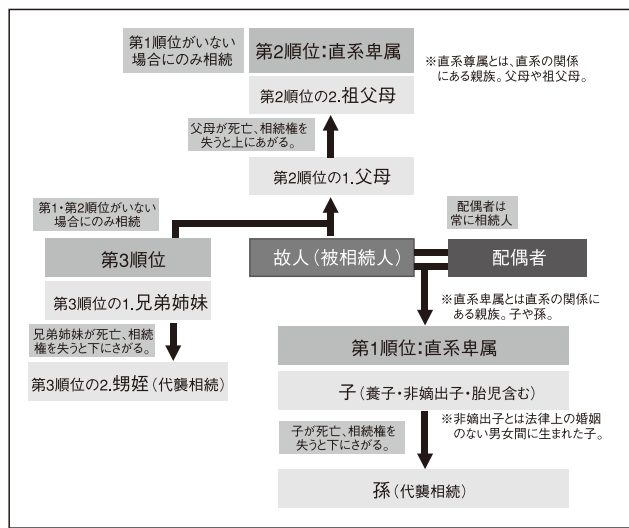 第1順位がいない
場合にのみ相続
第2順位:直系卑属
※直系尊属とは、直系の関係
にある親族。父母や祖父母。
第2順位の2.祖父母
父母が死亡、相続権を
失うと上にあがる。
第2順位の1.父母
第1・第2順位がいない
場合にのみ相続
配偶者は
常に相続人
第3順位
故人(被相続人)
配偶者
第3順位の1.兄弟姉妹
※直系卑属とは直系の関係に
ある親族。子や孫。
兄弟姉妹が死亡、相続
権を失うと下にさがる。
第1順位:直系卑属
第3順位の2.甥姪(代襲相続)
子(養子・非嫡出子・胎児含む)
※非嫡出子とは法律上の婚姻
のない男女間に生まれた子。
子が死亡、相続権を
失うと下にさがる。
孫(代襲相続)